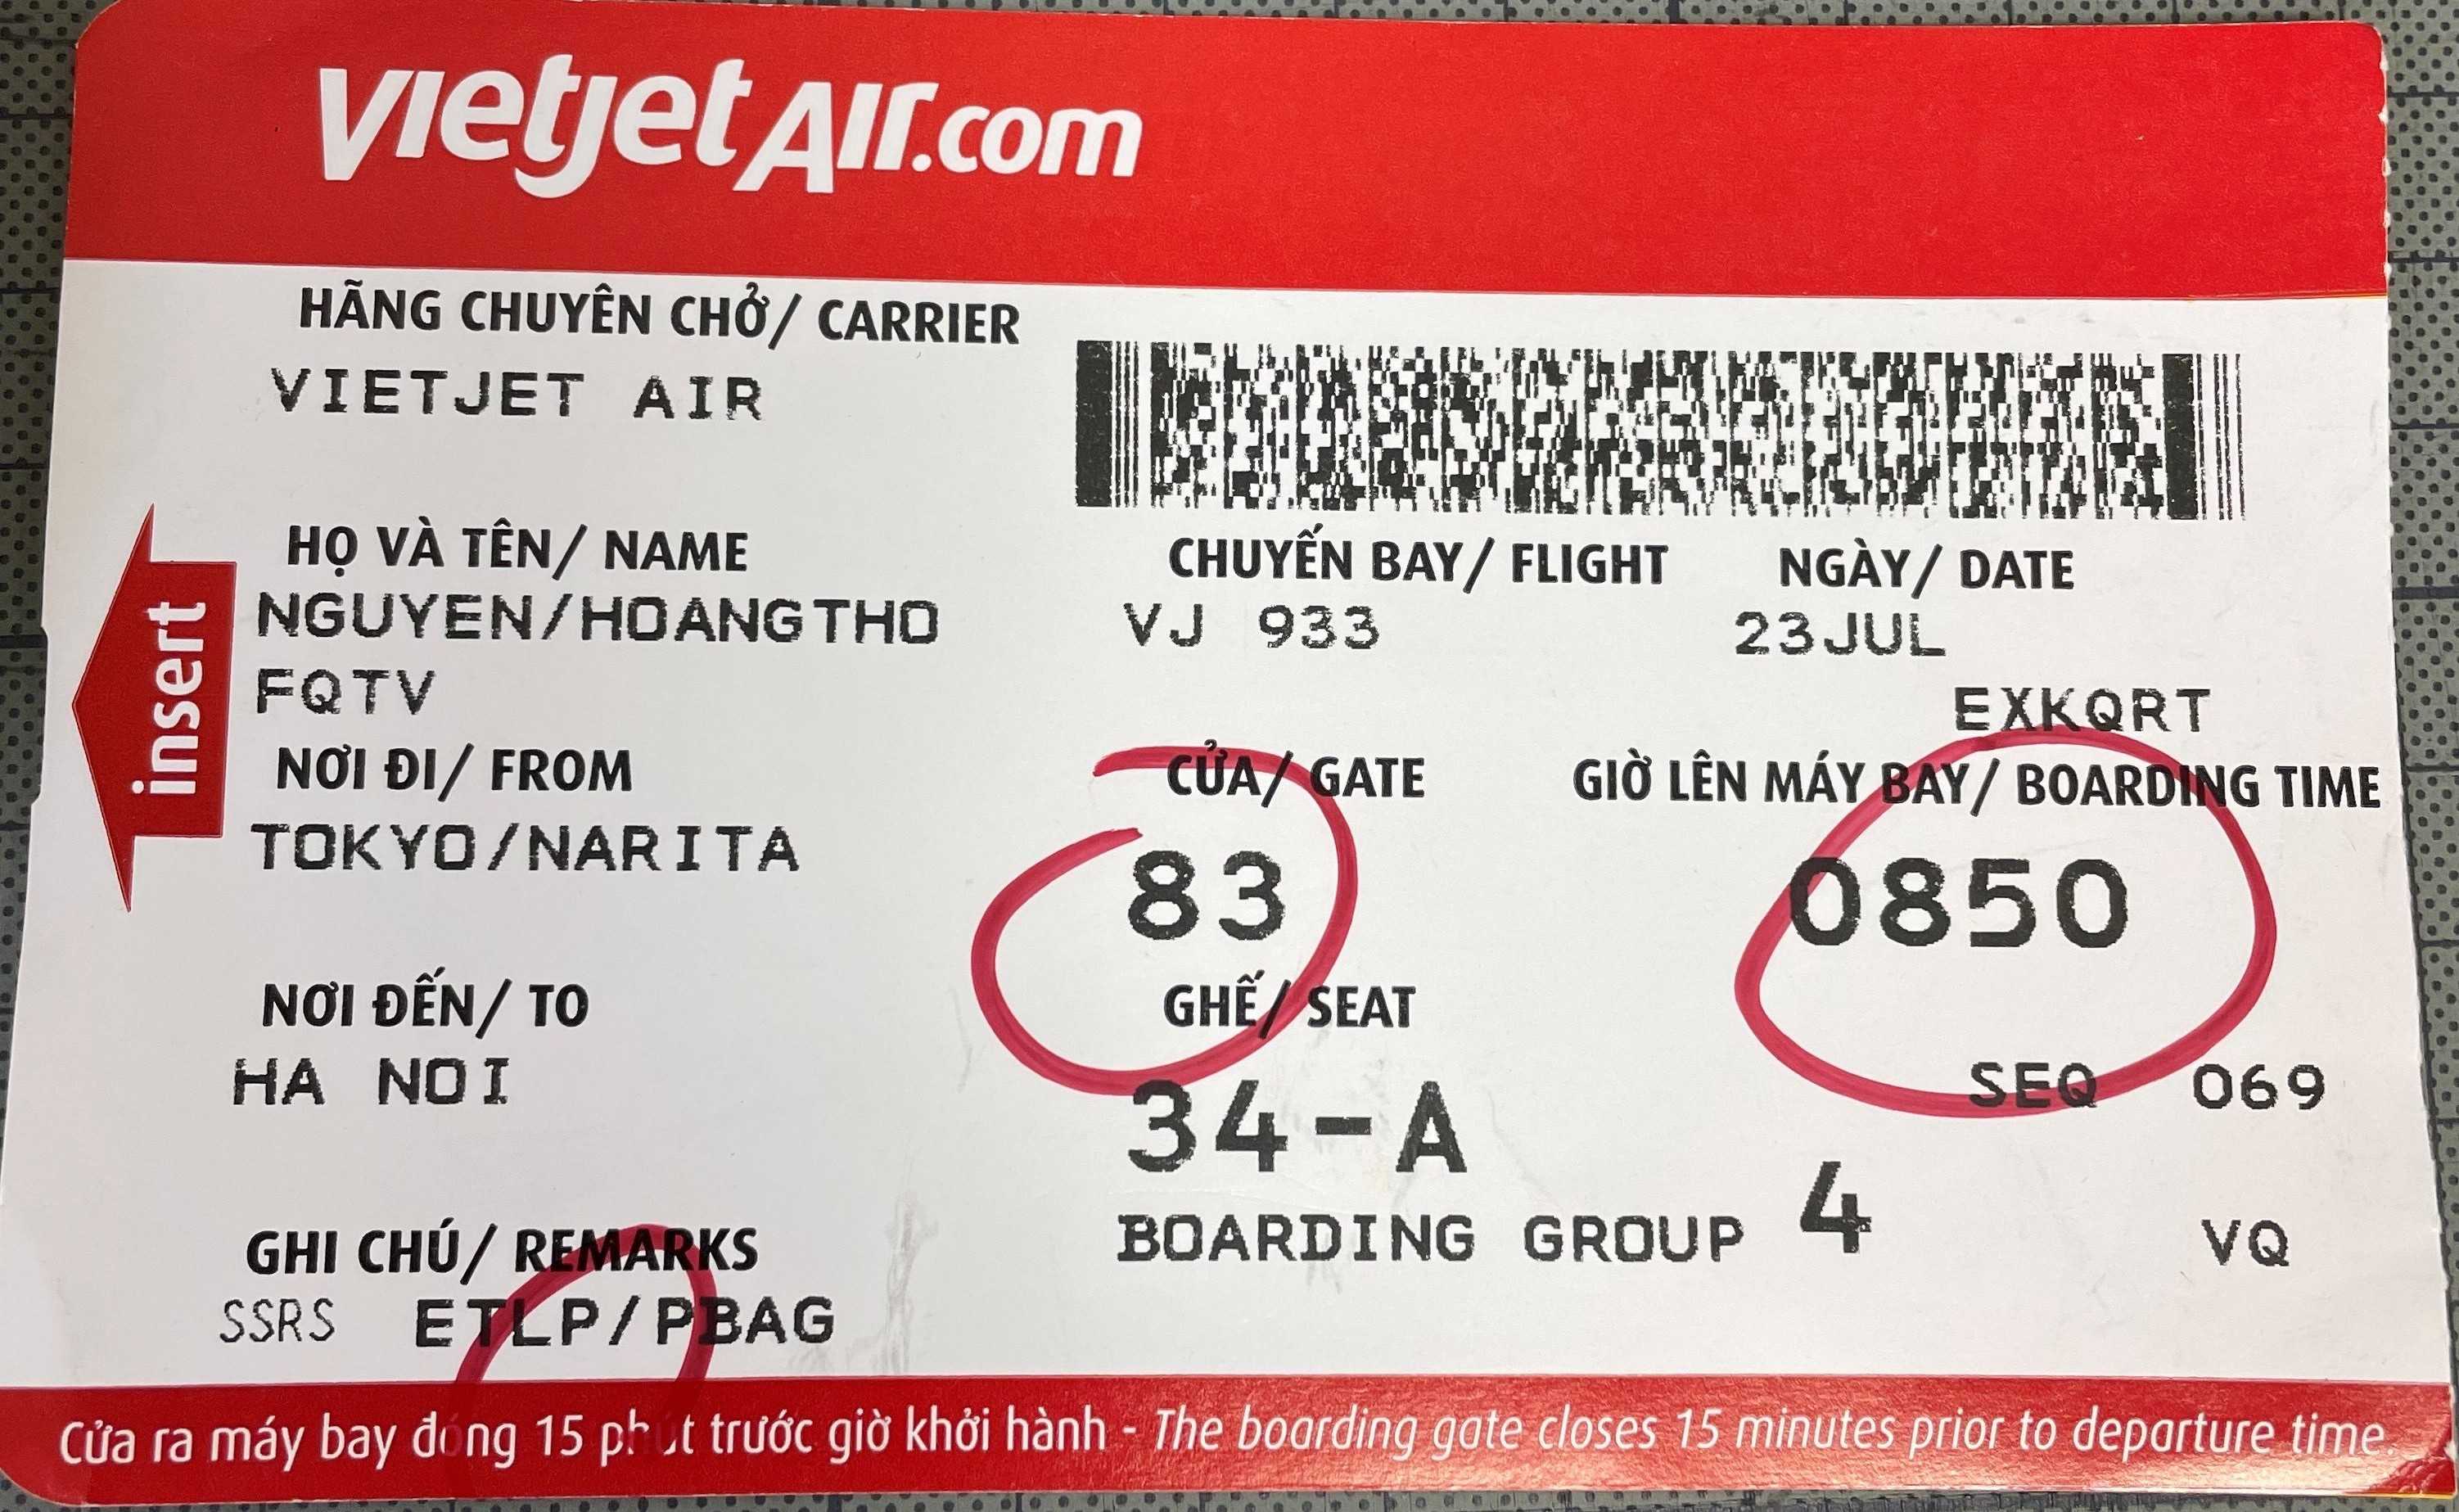 vietjetAir.com
HÃNG CHUYÊN CHỞ/ CARRIER
VIETJET AIR
HỌ VÀ TÊN/ NAME
NGUYEN/HOANGTHO
FQTV
CHUYẾN BAY/ FLIGHT
VJ 933
NGÀY/ DATE
23JUL
EXKQRT
insert
NƠI ĐI/ FROM
TOKYO/NARITA
CỬA/ GATE
83
GIỜ LÊN MÁY BAY/ BOARDING TIME
0850
NƠI ĐẾN/ TO
HA NOI
GHẾ/ SEAT
34-A
SEQ 069
BOARDING GROUP 4
VQ
GHI CHÚ/ REMARKS
SSRS ETLP/PBAG
Cửa ra máy bay đóng 15 phút trước giờ khởi hành - The boarding gate closes 15 minutes prior to departure time.